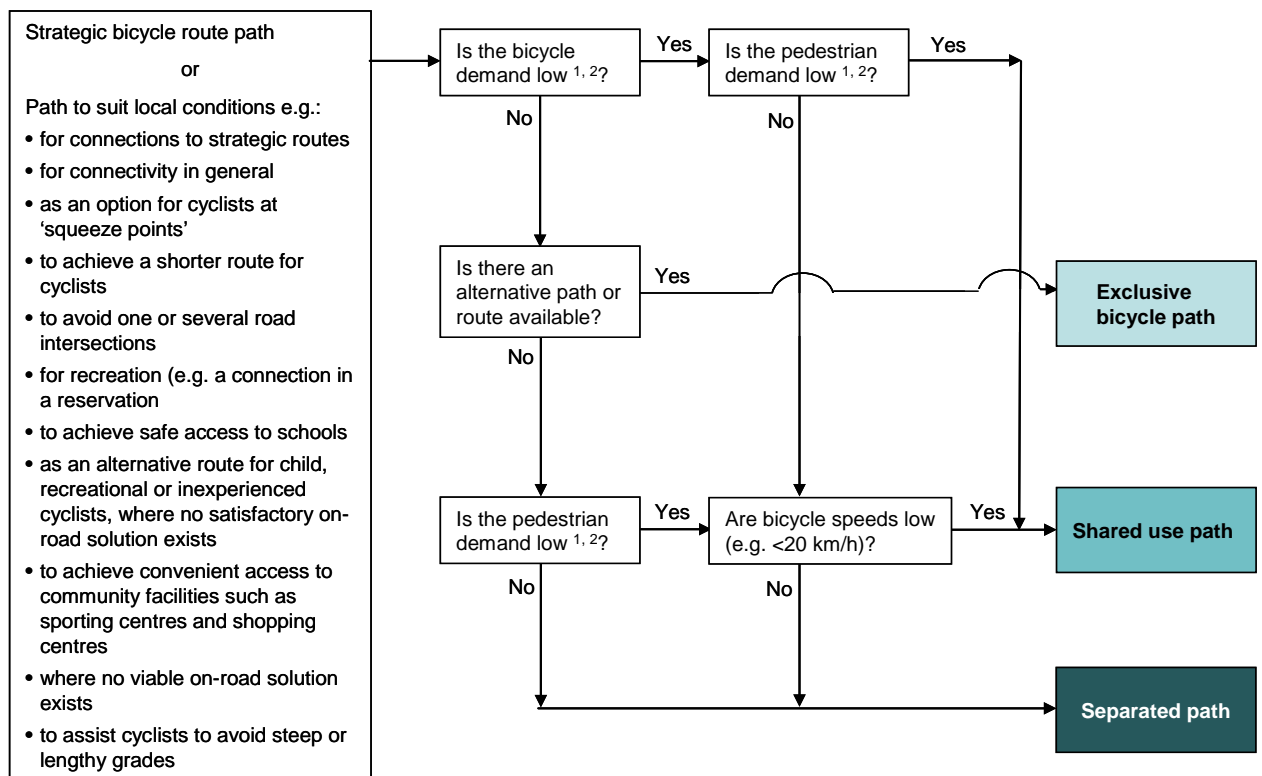 Strategic bicycle route path
or
Path to suit local conditions e.g.:
• for connections to strategic routes
• for connectivity in general
• as an option for cyclists at
‘squeeze points’
• to achieve a shorter route for
cyclists
• to avoid one or several road
intersections
• for recreation (e.g. a connection in
a reservation
• to achieve safe access to schools
• as an alternative route for child,
recreational or inexperienced
cyclists, where no satisfactory on-
road solution exists
• to achieve convenient access to
community facilities such as
sporting centres and shopping
centres
• where no viable on-road solution
exists
• to assist cyclists to avoid steep or
lengthy grades
Is the bicycle
demand low 1, 2?
Yes
No
Is the pedestrian
demand low 1, 2?
Yes
No
Is there an
alternative path or
route available?
Yes
No
Exclusive
bicycle path
Is the pedestrian
demand low 1, 2?
Yes
No
Are bicycle speeds low
(e.g. <20 km/h)?
Yes
No
Shared use path
Separated path